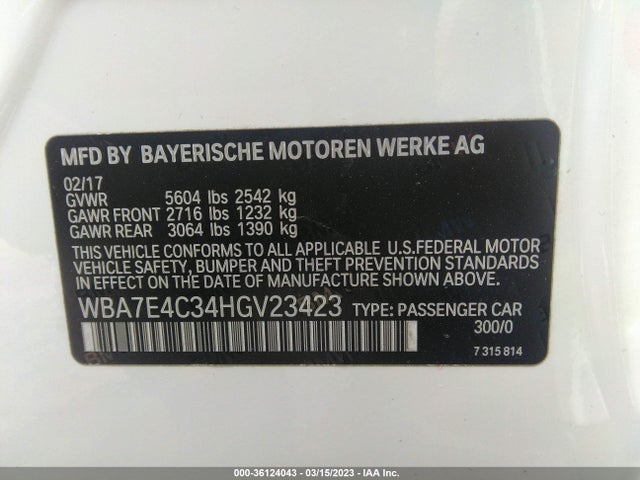 MFD BY BAYERISCHE MOTOREN WERKE AG
02/17
GVWR 5604 lbs 2542 kg
GAWR FRONT 2716 lbs 1232 kg
GAWR REAR 3064 lbs 1390 kg
THIS VEHICLE CONFORMS TO ALL APPLICABLE U.S.FEDERAL MOTOR
VEHICLE SAFETY, BUMPER AND THEFT PREVENTION STANDARDS
IN EFFECT ON THE DATE OF MANUFACTURE SHOWN ABOVE.
WBA7E4C34HGV23423 TYPE: PASSENGER CAR
300/0
7 315 814
000-36124043 - 03/15/2023 - IAA Inc.